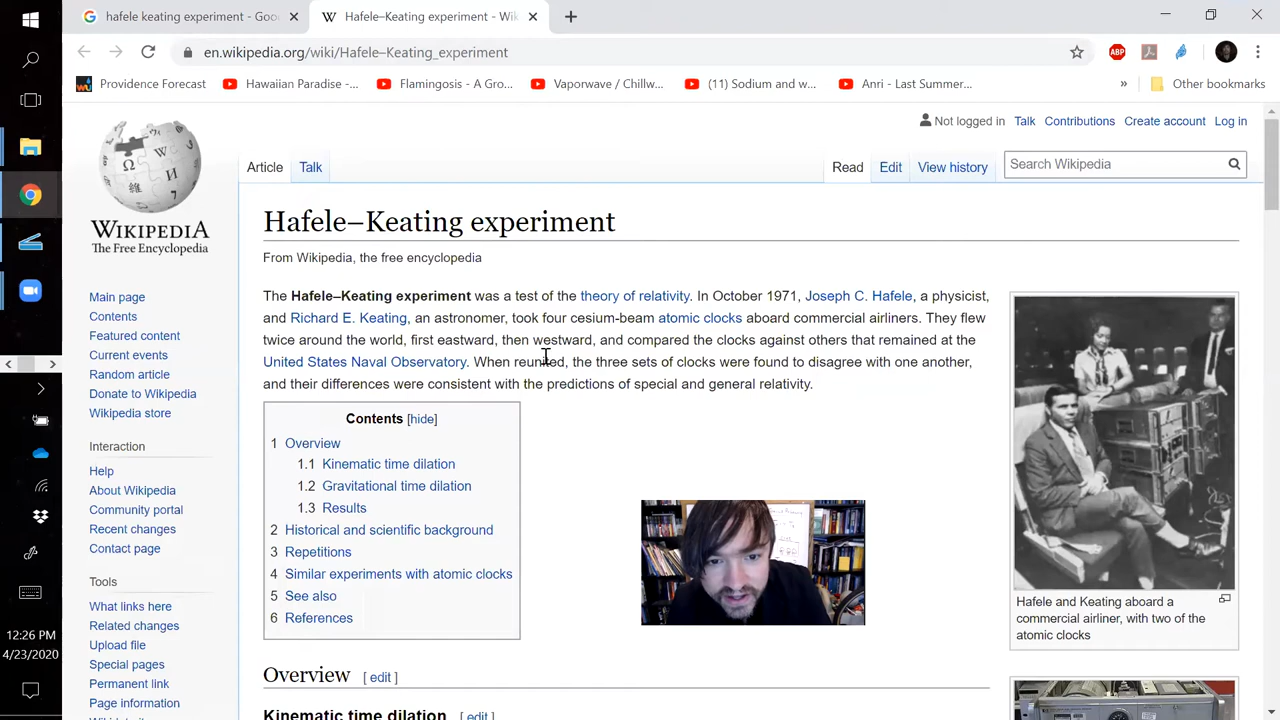 hafele keating experiment - Goo
Hafele–Keating experiment - Wi
en.wikipedia.org/wiki/Hafele–Keating_experiment
ABP
Providence Forecast
Hawaiian Paradise -...
Flamingosis - A Gro...
Vaporwave / Chillw...
(11) Sodium and w...
Anri - Last Summer...
»
Other bookmarks
Not logged in Talk Contributions Create account Log in
Article Talk
Read Edit View history
Search Wikipedia
WIKIPEDIA
The Free Encyclopedia
Main page
Contents
Featured content
Current events
Random article
Donate to Wikipedia
Wikipedia store
Interaction
Help
About Wikipedia
Community portal
Recent changes
Contact page
Tools
What links here
Related changes
Upload file
Special pages
Permanent link
Page information
Hafele–Keating experiment
From Wikipedia, the free encyclopedia
The Hafele–Keating experiment was a test of the theory of relativity. In October 1971, Joseph C. Hafele, a physicist,
and Richard E. Keating, an astronomer, took four cesium-beam atomic clocks aboard commercial airliners. They flew
twice around the world, first eastward, then westward, and compared the clocks against others that remained at the
United States Naval Observatory. When reunited, the three sets of clocks were found to disagree with one another,
and their differences were consistent with the predictions of special and general relativity.
Contents [hide]
1 Overview
1.1 Kinematic time dilation
1.2 Gravitational time dilation
1.3 Results
2 Historical and scientific background
3 Repetitions
4 Similar experiments with atomic clocks
5 See also
6 References
Overview [ edit ]
Kinematic time dilation [ edit ]
Hafele and Keating aboard a
commercial airliner, with two of the
atomic clocks
12:26 PM
4/23/2020